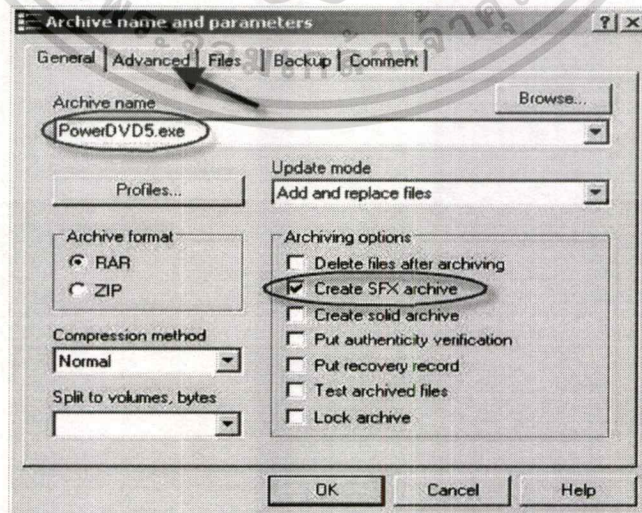 Archive name and parameters
General Advanced Files Backup Comment
Archive name
Browse...
PowerDVD5.exe
Profiles...
Update mode
Add and replace files
Archive format
RAR
ZIP
Compression method
Normal
Split to volumes, bytes
Archiving options
Delete files after archiving
Create SFX archive
Create solid archive
Put authenticity verification
Put recovery record
Test archived files
Lock archive
OK Cancel Help